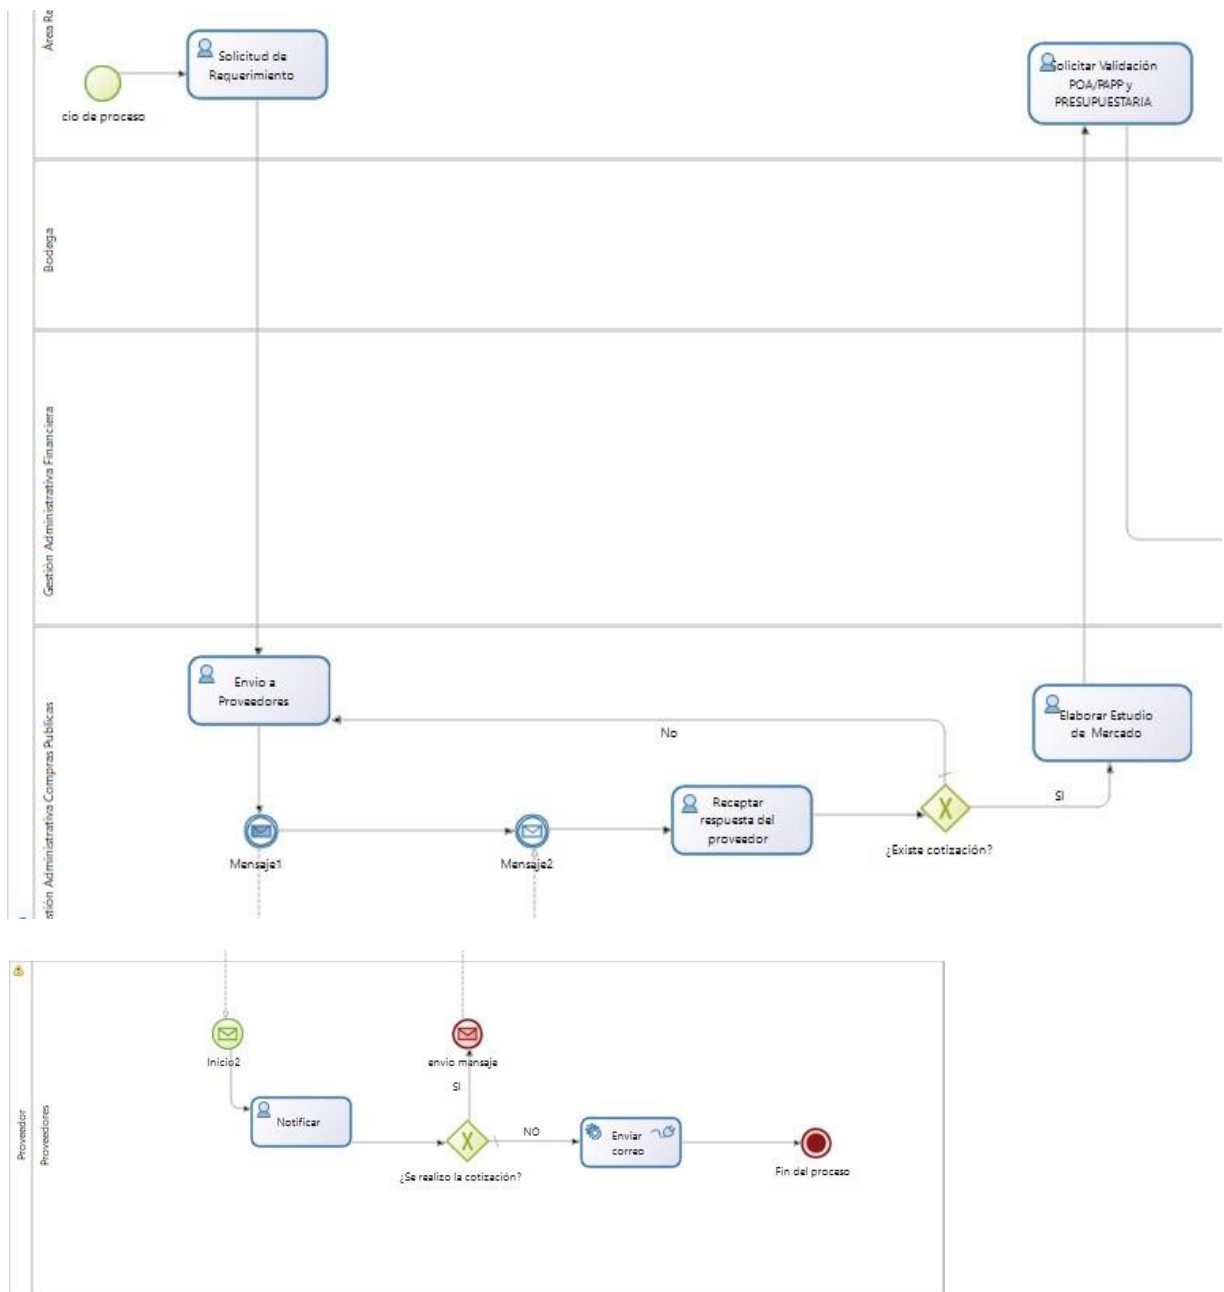 Área Re
Solicitud de
Requerimiento
cio de proceso
Solicitar Validación
POA/PAPP y
PRESUPUESTARIA
Bodega
Gestión Administrativa Financiera
stión Administrativa Compras Publicas
Envio a
Proveedores
No
Elaborar Estudio
de Mercado
SI
Receptar
respuesta del
proveedor
¿Existe cotización?
Mensaje1
Mensaje2
Proveedor
Proveedores
Inicio2
envio mensaje
SI
Notificar
NO
Enviar
correo
¿Se realizo la cotización?
Fin del proceso